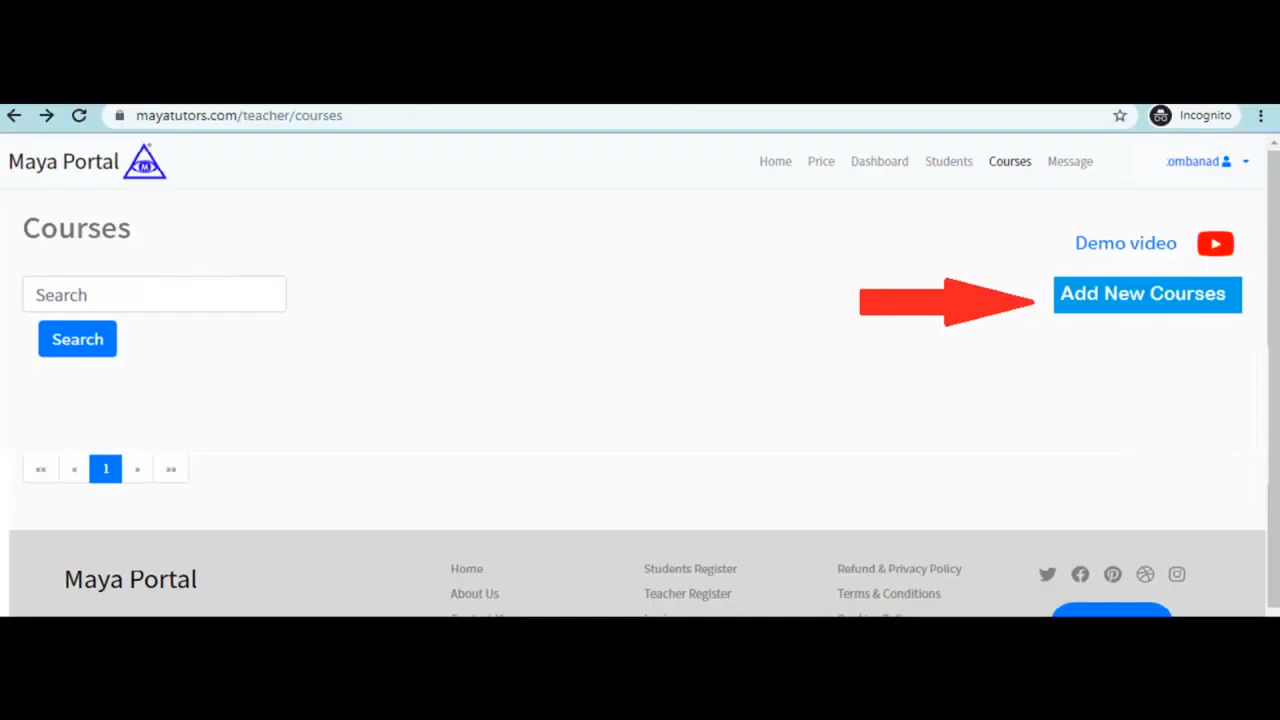 mayatutors.com/teacher/courses
Incognito
Maya Portal M
Home Price Dashboard Students Courses Message ombanad
Courses
Demo video
Search
Add New Courses
Search
«« « 1 » »»
Maya Portal
Home Students Register Refund & Privacy Policy
About Us Teacher Register Terms & Conditions